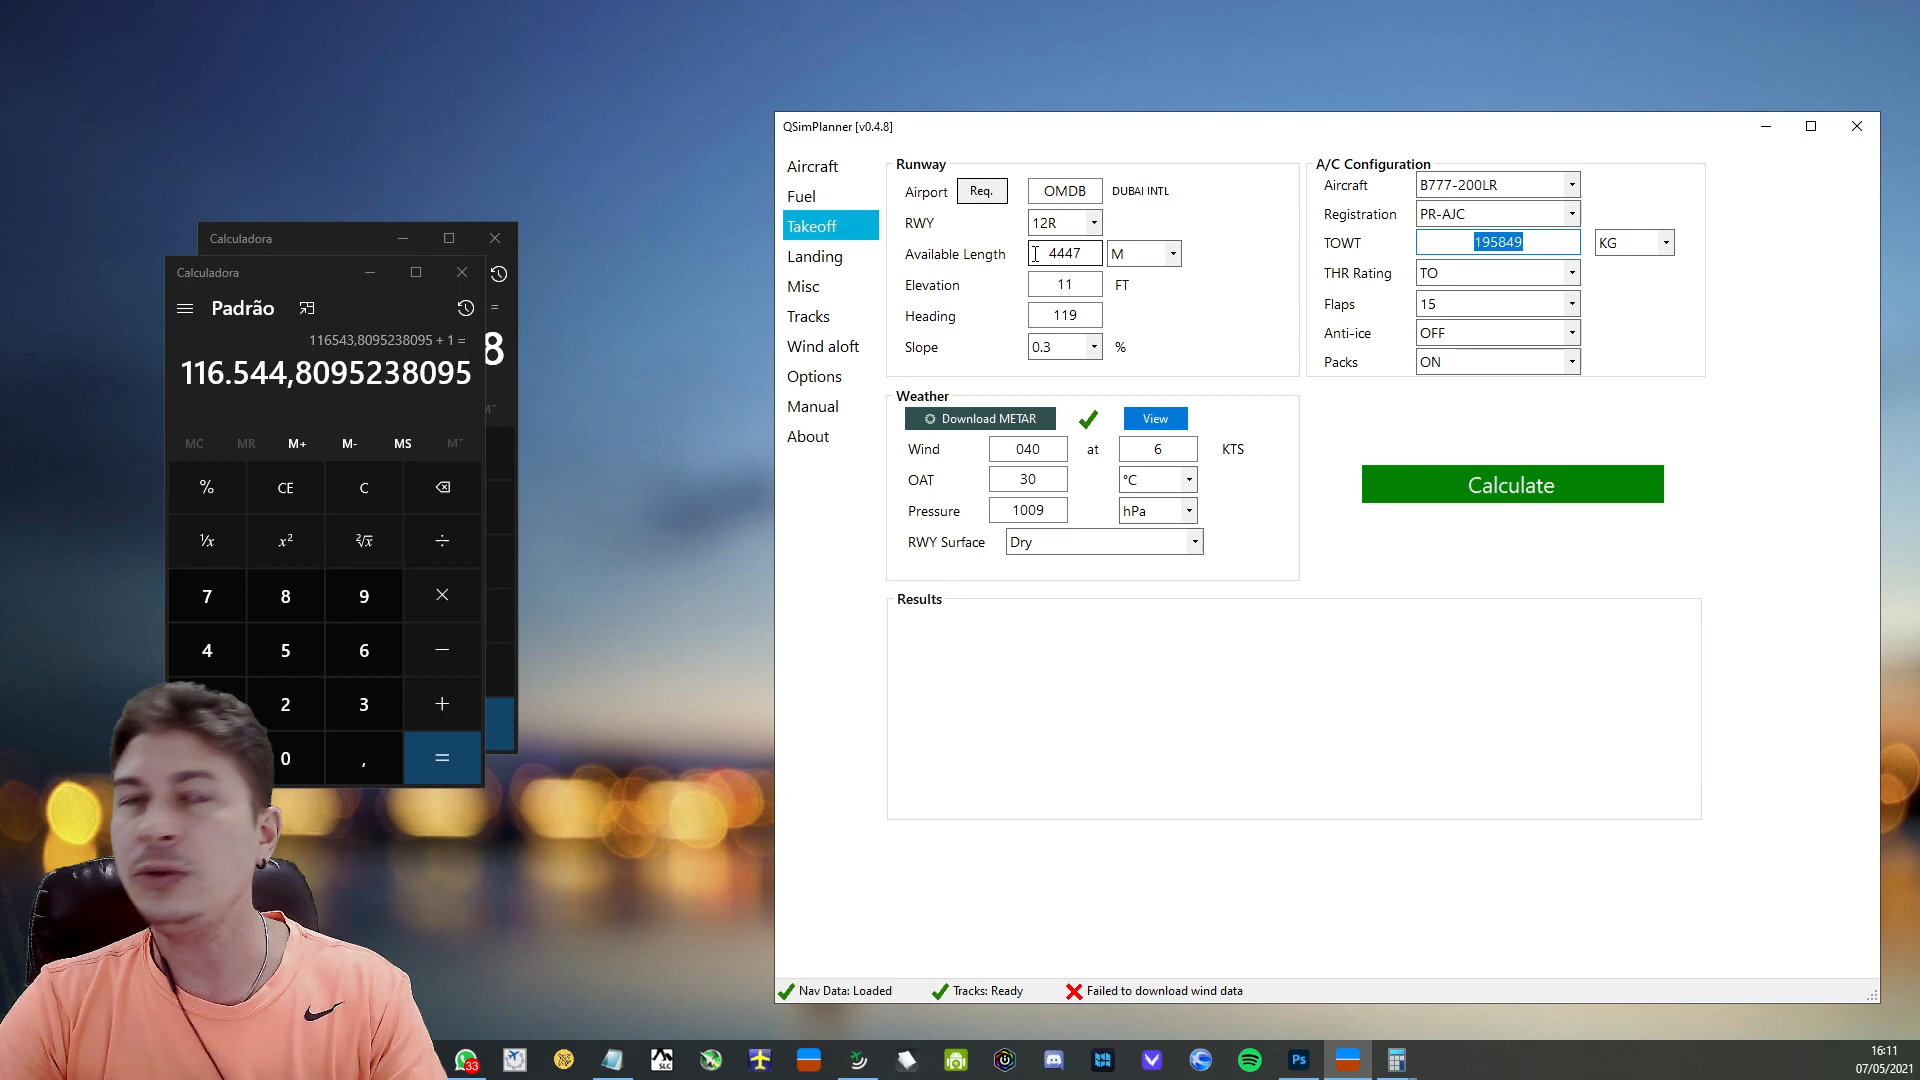 Calculadora
=
8
M˅
Calculadora
Padrão
116543,8095238095 + 1 =
116.544,8095238095
MC MR M+ M- MS M˅
% CE C
¹/x x² ²√x ÷
7 8 9 ×
4 5 6 −
2 3 +
0 , =
QSimPlanner [v0.4.8]
Aircraft
Fuel
Takeoff
Landing
Misc
Tracks
Wind aloft
Options
Manual
About
Runway
Airport Req. OMDB DUBAI INTL
RWY 12R
Available Length 4447 M
Elevation 11 FT
Heading 119
Slope 0.3 %
A/C Configuration
Aircraft B777-200LR
Registration PR-AJC
TOWT 195849 KG
THR Rating TO
Flaps 15
Anti-ice OFF
Packs ON
Weather
Download METAR View
Wind 040 at 6 KTS
OAT 30 °C
Pressure 1009 hPa
RWY Surface Dry
Calculate
Results
Nav Data: Loaded Tracks: Ready Failed to download wind data
33
SLC
Ps
16:11
07/05/2021